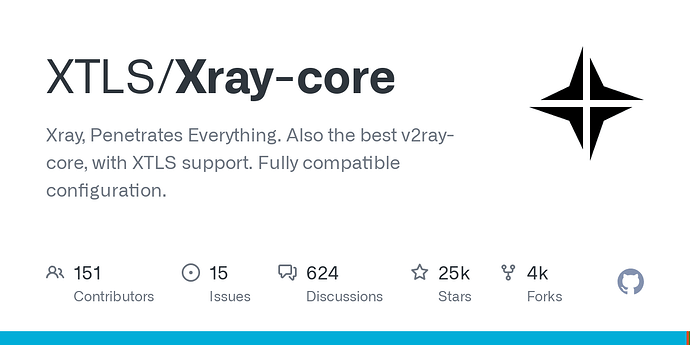 XTLS/Xray-core
Xray, Penetrates Everything. Also the best v2ray-
core, with XTLS support. Fully compatible
configuration.
151 15 624 25k 4k
Contributors Issues Discussions Stars Forks